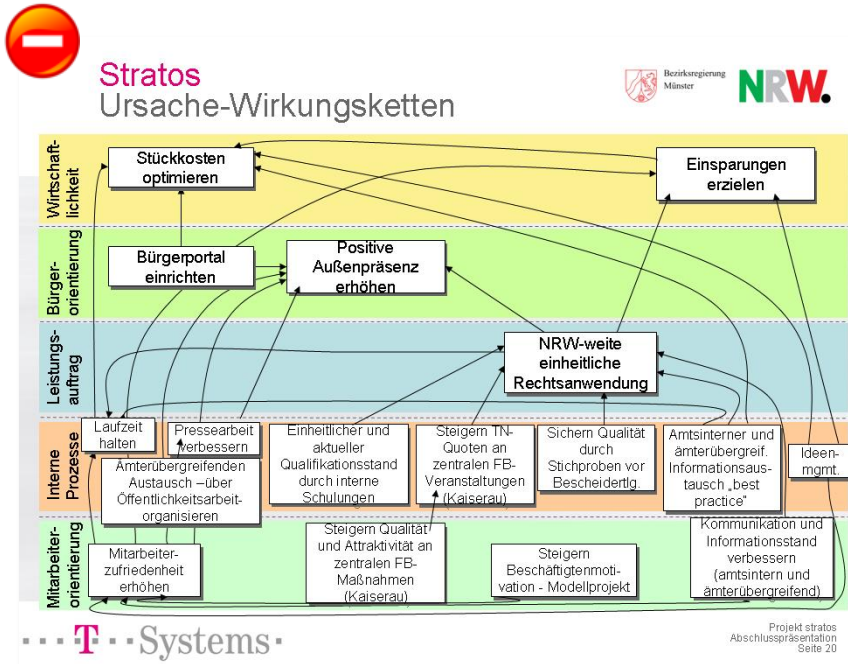 Stratos
Ursache-Wirkungsketten
Bezirksregierung
Münster
NRW.
Wirtschaft-
lichkeit
Stückkosten
optimieren
Einsparungen
erzielen
Bürger-
orientierung
Bürgerportal
einrichten
Positive
Außenpräsenz
erhöhen
Leistungs-
auftrag
NRW-weite
einheitliche
Rechtsanwendung
Interne
Prozesse
Laufzeit
halten
Pressearbeit
verbessern
Ämterübergreifenden
Austausch –über
Öffentlichkeitsarbeit-
organisieren
Einheitlicher und
aktueller
Qualifikationsstand
durch interne
Schulungen
Steigern TN-
Quoten an
zentralen FB-
Veranstaltungen
(Kaiserau)
Sichern Qualität
durch
Stichproben vor
Bescheidertlg.
Amtsinterner und
ämterübergreif.
Informationsaus-
tausch „best
practice“
Ideen-
mgmt.
Mitarbeiter-
orientierung
Mitarbeiter-
zufriedenheit
erhöhen
Steigern Qualität
und Attraktivität an
zentralen FB-
Maßnahmen
(Kaiserau)
Steigern
Beschäftigtenmoti-
vation - Modellprojekt
Kommunikation und
Informationsstand
verbessern
(amtsintern und
ämterübergreifend)
···T···Systems·
Projekt stratos
Abschlusspräsentation
Seite 20